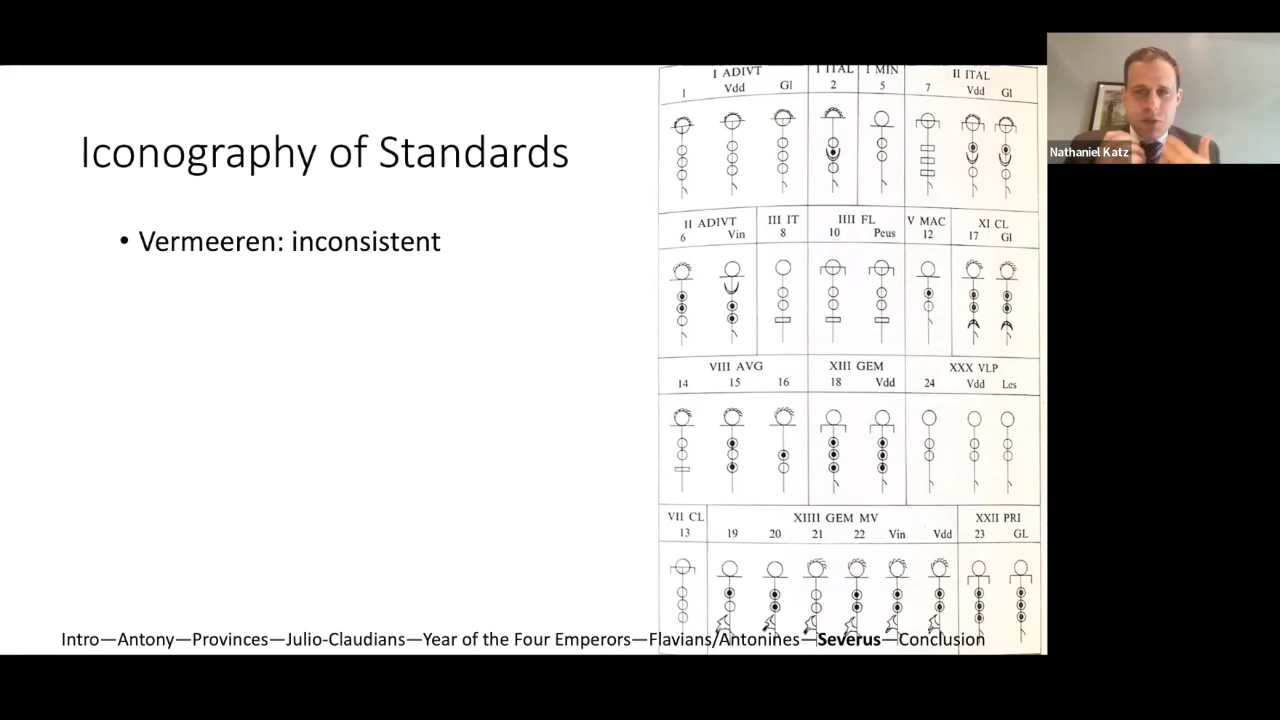 Iconography of Standards
• Vermeeren: inconsistent
I ADIVT I ITAL I MIN II ITAL
1 Vdd Gl 2 5 7 Vdd Gl
II ADIVT III IT IIII FL V MAC XI CL
6 Vin 8 10 Peus 12 17 Gl
VIII AVG XIII GEM XXX VLP
14 15 16 18 Vdd 24 Vdd Les
VII CL XIIII GEM MV XXII PRI
13 19 20 21 22 Vin Vdd 23 GL
Intro—Antony—Provinces—Julio-Claudians—Year of the Four Emperors—Flavians/Antonines—Severus—Conclusion
Nathaniel Katz